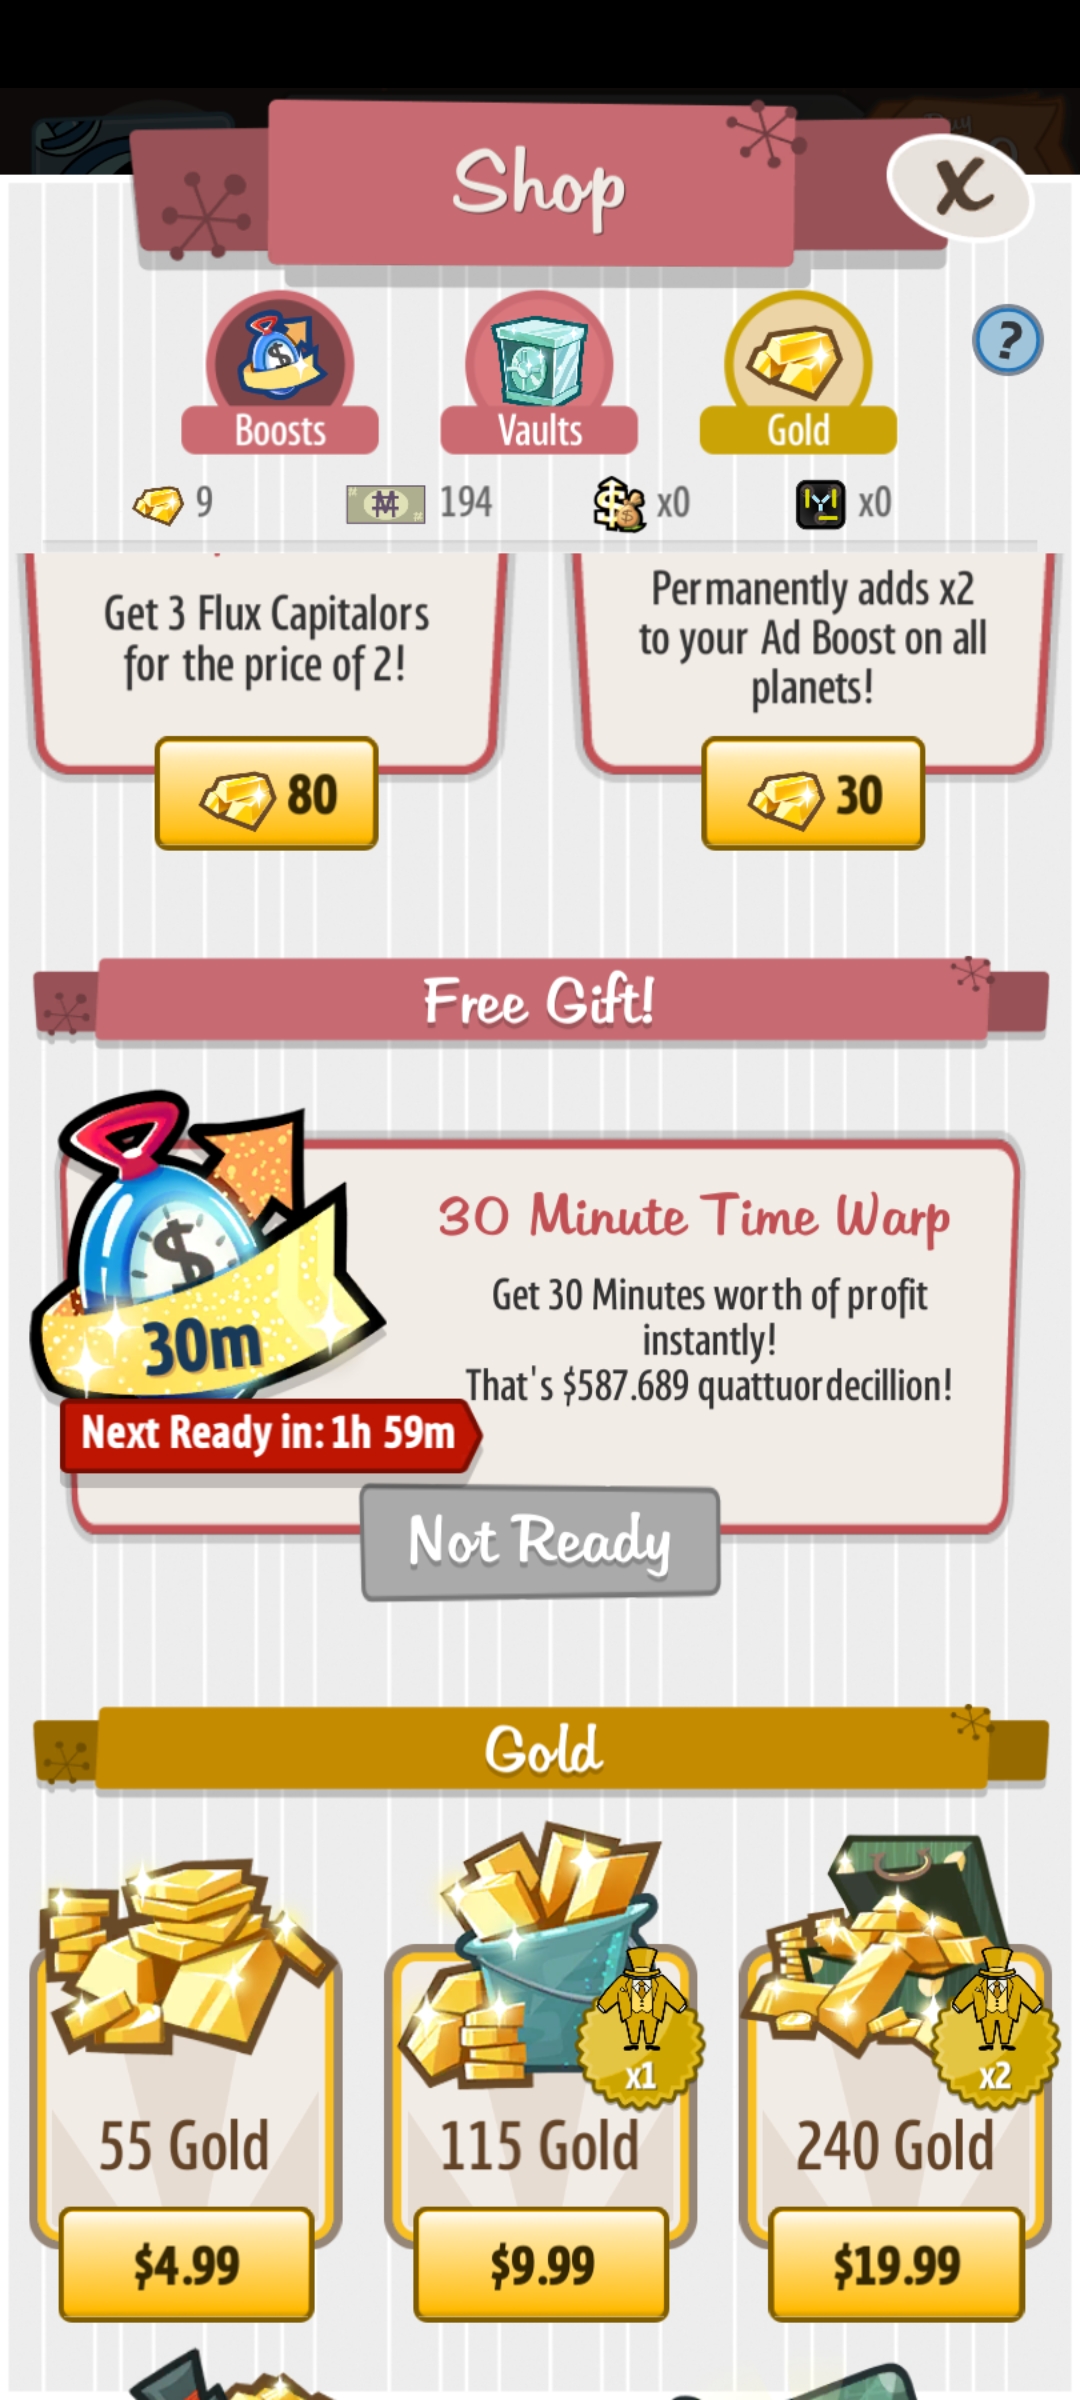 Shop
X
?
Boosts
Vaults
Gold
9
194
x0
x0
Get 3 Flux Capitalors
for the price of 2!
80
Permanently adds x2
to your Ad Boost on all
planets!
30
Free Gift!
30m
30 Minute Time Warp
Get 30 Minutes worth of profit
instantly!
That's $587.689 quattuordecillion!
Next Ready in: 1h 59m
Not Ready
Gold
55 Gold
$4.99
x1
115 Gold
$9.99
x2
240 Gold
$19.99